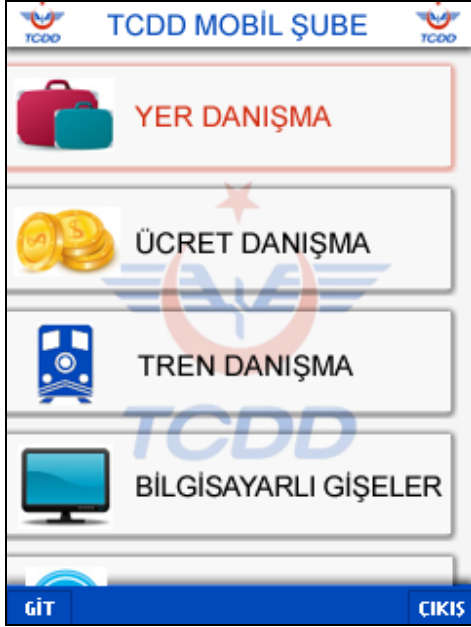 TCDD
TCDD MOBİL ŞUBE
TCDD
YER DANIŞMA
ÜCRET DANIŞMA
TREN DANIŞMA
TCDD
BİLGİSAYARLI GİŞELER
GİT
ÇIKIŞ